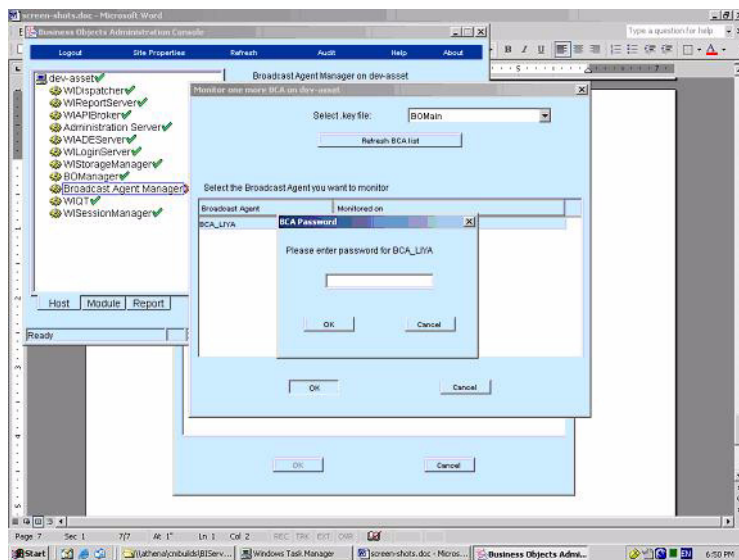 screen-shots.doc - Microsoft Word
Type a question for help
Business Objects Administration Console
Logout Site Properties Refresh Audit Help About
B I U
dev-asset
WIDispatcher
WIReportServer
WIAPIBroker
Administration Server
WIADEServer
WILoginServer
WIStorageManager
BOManager
Broadcast Agent Manager
WIQT
WISessionManager
Host Module Report
Ready
Broadcast Agent Manager on dev-asset
Monitor one more BCA on dev-asset
Select .key file: BOMain
Refresh BCA list
Select the Broadcast Agent you want to monitor
Broadcast Agent Monitored on
BCA_LIYA
BCA Password
Please enter password for BCA_LIYA
OK Cancel
OK Cancel
OK Cancel
Page 7 Sec 1 7/7 At 1" Ln 1 Col 2 REC TRK EXT OVR
Start \\athena\cnibuilds\BIServ... Windows Task Manager screen-shots.doc - Micros... Business Objects Admi... EN 6:50 PM